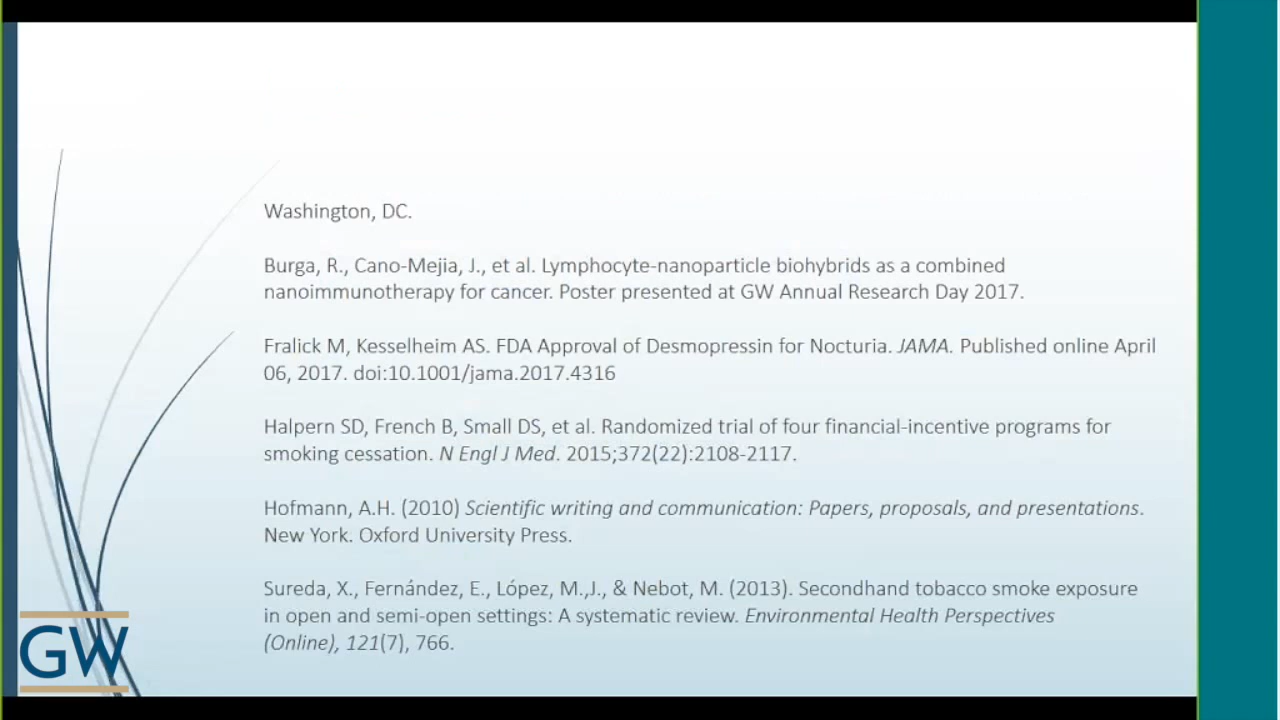 Washington, DC.
Burga, R., Cano-Mejia, J., et al. Lymphocyte-nanoparticle biohybrids as a combined
nanoimmunotherapy for cancer. Poster presented at GW Annual Research Day 2017.
Fralick M, Kesselheim AS. FDA Approval of Desmopressin for Nocturia. JAMA. Published online April
06, 2017. doi:10.1001/jama.2017.4316
Halpern SD, French B, Small DS, et al. Randomized trial of four financial-incentive programs for
smoking cessation. N Engl J Med. 2015;372(22):2108-2117.
Hofmann, A.H. (2010) Scientific writing and communication: Papers, proposals, and presentations.
New York. Oxford University Press.
Sureda, X., Fernández, E., López, M.,J., & Nebot, M. (2013). Secondhand tobacco smoke exposure
in open and semi-open settings: A systematic review. Environmental Health Perspectives
(Online), 121(7), 766.
GW